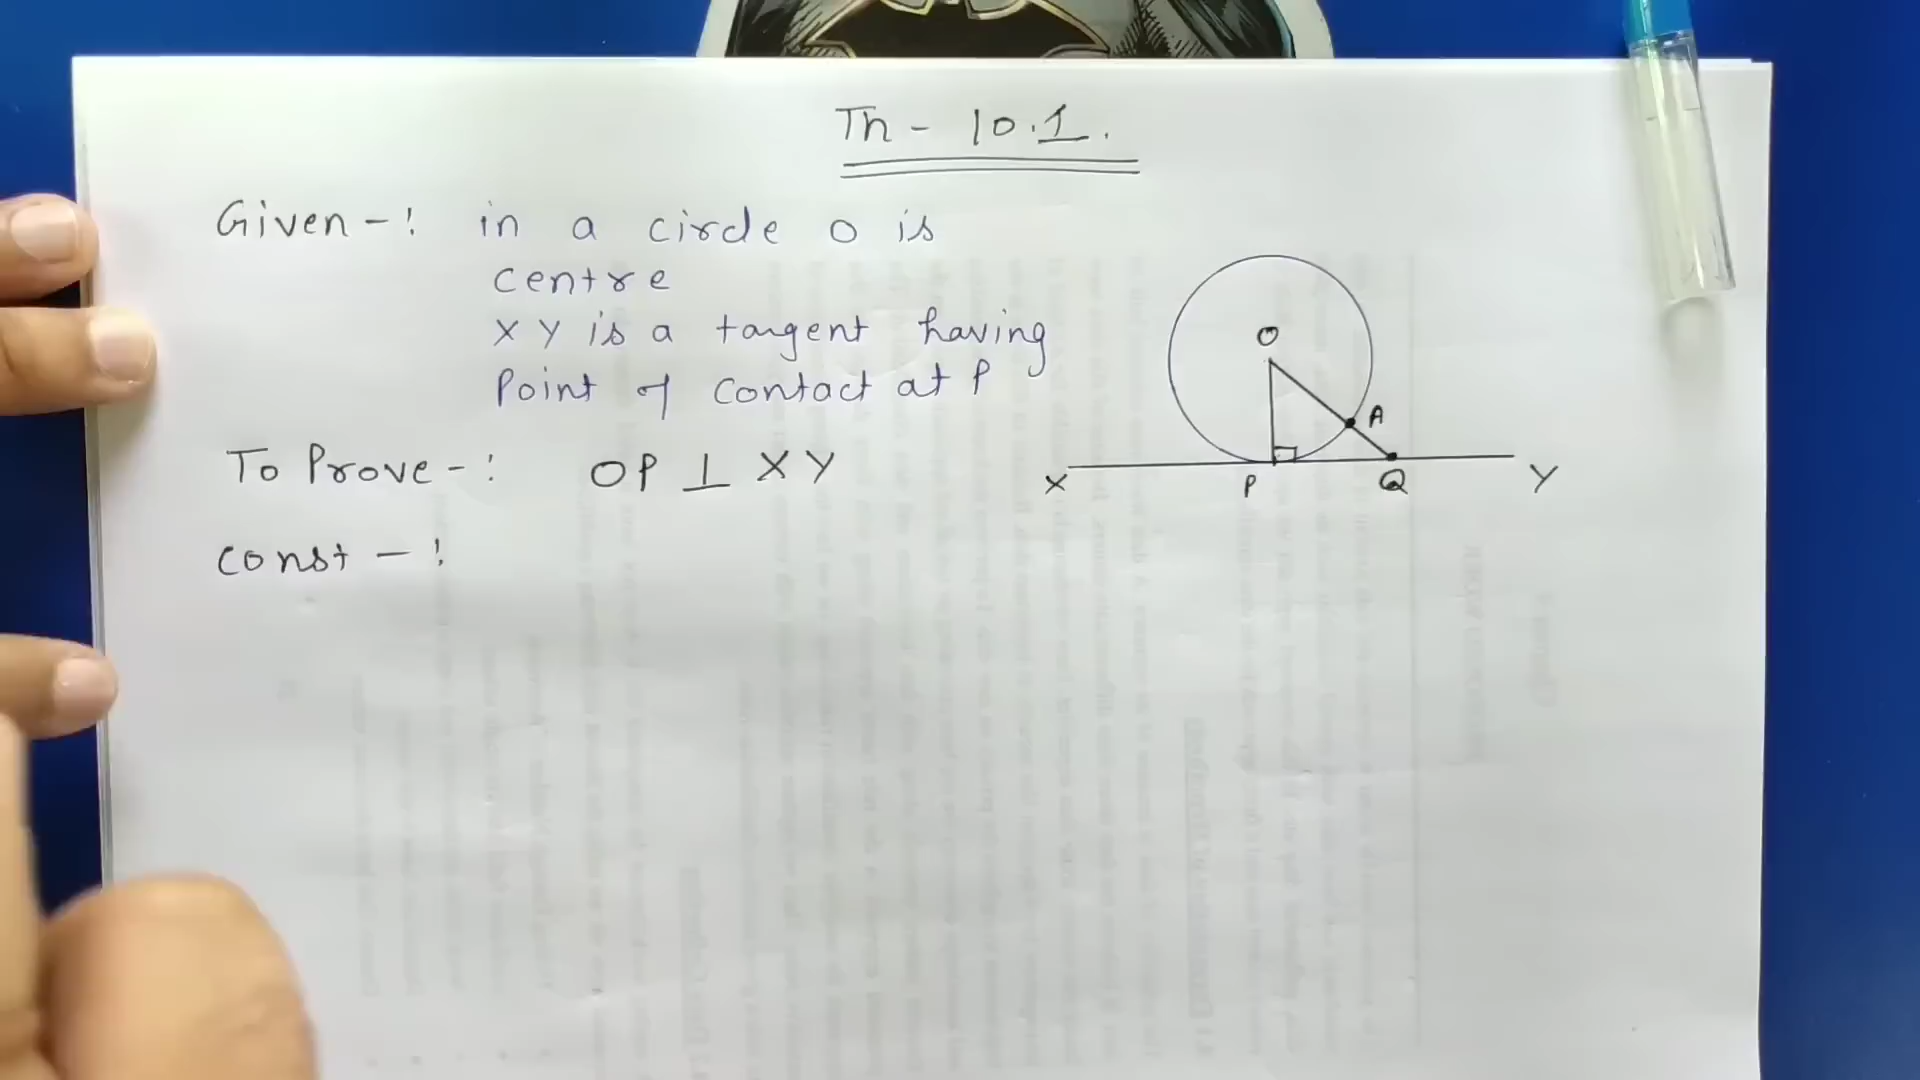 Th - 10.1.
Given -: in a circle O is
centre
XY is a tangent having
Point of contact at P
To Prove -: OP ⊥ XY
const - :
O
A
X
P
Q
Y